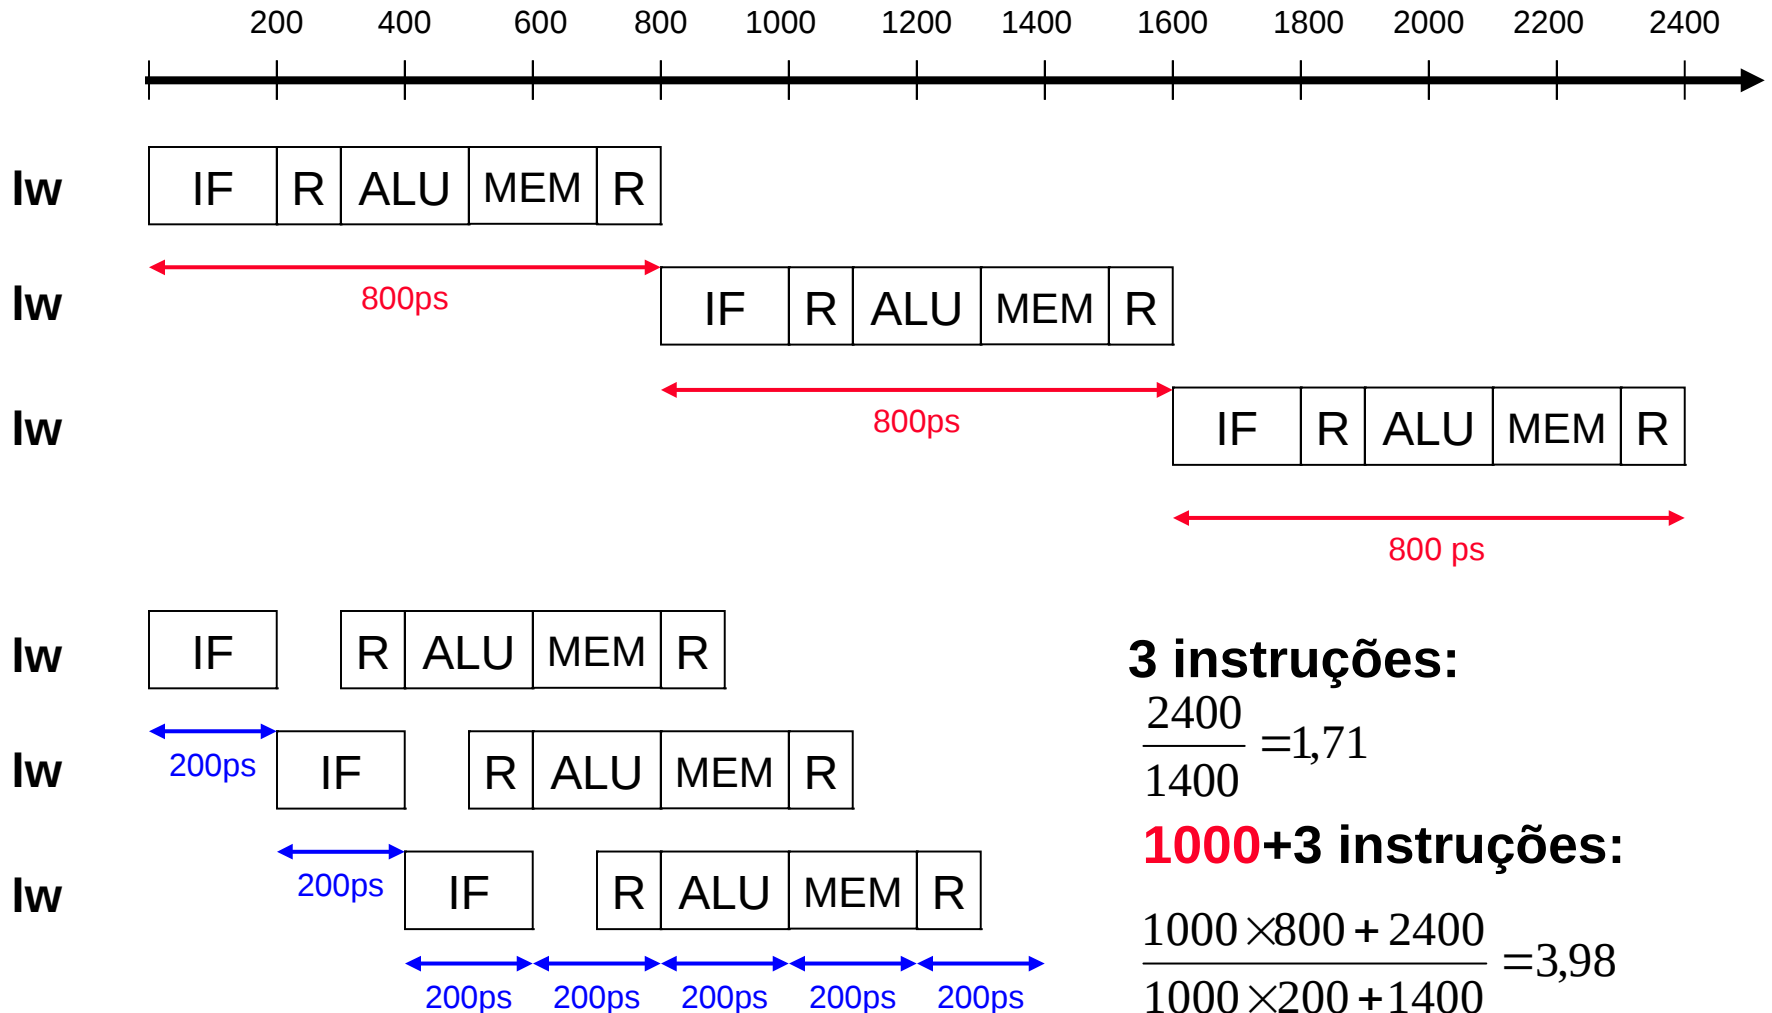 200 400 600 800 1000 1200 1400 1600 1800 2000 2200 2400
lw IF R ALU MEM R
800ps
lw IF R ALU MEM R
800ps
lw IF R ALU MEM R
800 ps
lw IF R ALU MEM R
200ps
lw IF R ALU MEM R
200ps
lw IF R ALU MEM R
200ps 200ps 200ps 200ps 200ps
3 instruções:
2400
1400
=1,71
1000+3 instruções:
1000×800+2400
1000×200+1400
=3,98